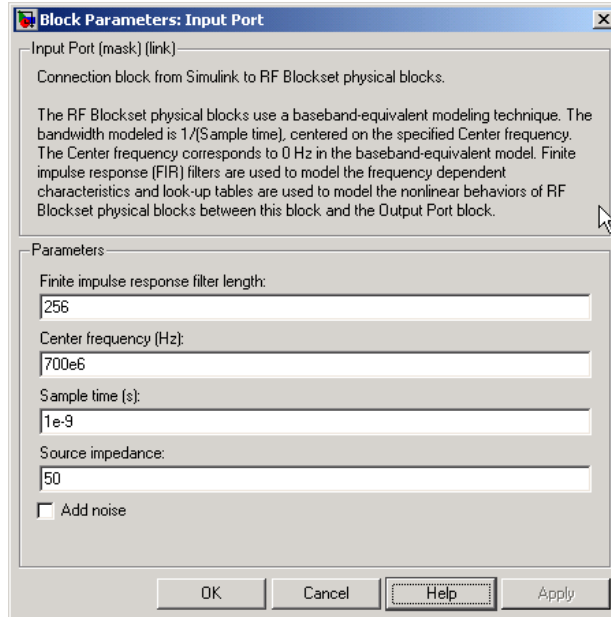 Block Parameters: Input Port
Input Port (mask) (link)
Connection block from Simulink to RF Blockset physical blocks.
The RF Blockset physical blocks use a baseband-equivalent modeling technique. The
bandwidth modeled is 1/(Sample time), centered on the specified Center frequency.
The Center frequency corresponds to 0 Hz in the baseband-equivalent model. Finite
impulse response (FIR) filters are used to model the frequency dependent
characteristics and look-up tables are used to model the nonlinear behaviors of RF
Blockset physical blocks between this block and the Output Port block.
Parameters
Finite impulse response filter length:
256
Center frequency (Hz):
700e6
Sample time (s):
1e-9
Source impedance:
50
Add noise
OK Cancel Help Apply